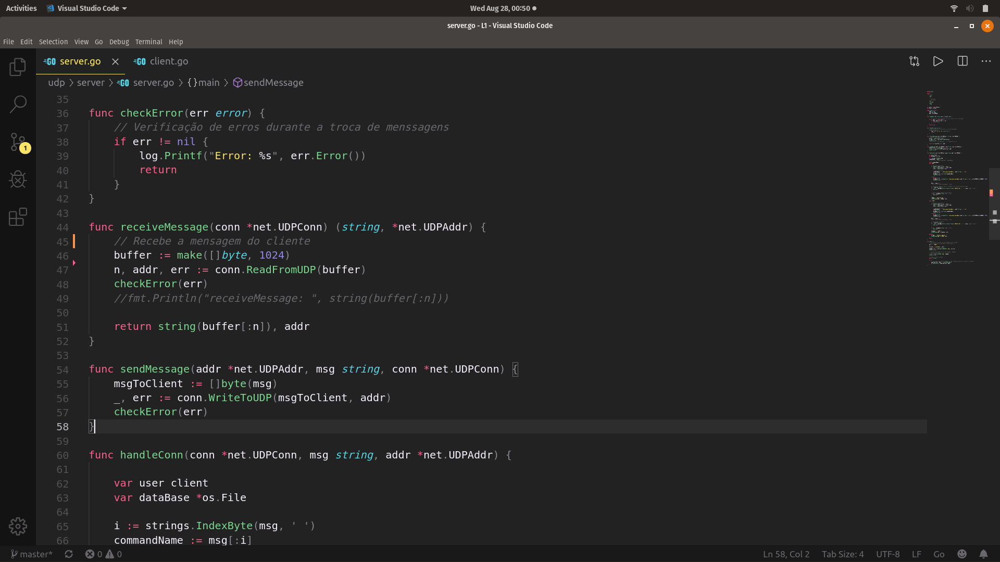 Activities Visual Studio Code Wed Aug 28, 00:50
server.go - L1 - Visual Studio Code
File Edit Selection View Go Debug Terminal Help
GO server.go GO client.go
udp > server > GO server.go > {} main > sendMessage
35
36 func checkError(err error) {
37 // Verificação de erros durante a troca de menssagens
38 if err != nil {
39 log.Printf("Error: %s", err.Error())
40 return
41 }
42 }
43
44 func receiveMessage(conn *net.UDPConn) (string, *net.UDPAddr) {
45 // Recebe a mensagem do cliente
46 buffer := make([]byte, 1024)
47 n, addr, err := conn.ReadFromUDP(buffer)
48 checkError(err)
49 //fmt.Println("receiveMessage: ", string(buffer[:n]))
50
51 return string(buffer[:n]), addr
52 }
53
54 func sendMessage(addr *net.UDPAddr, msg string, conn *net.UDPConn) {
55 msgToClient := []byte(msg)
56 _, err := conn.WriteToUDP(msgToClient, addr)
57 checkError(err)
58 }
59
60 func handleConn(conn *net.UDPConn, msg string, addr *net.UDPAddr) {
61
62 var user client
63 var dataBase *os.File
64
65 i := strings.IndexByte(msg, ' ')
66 commandName := msg[:i]
1
master* 0 0 Ln 58, Col 2 Tab Size: 4 UTF-8 LF Go